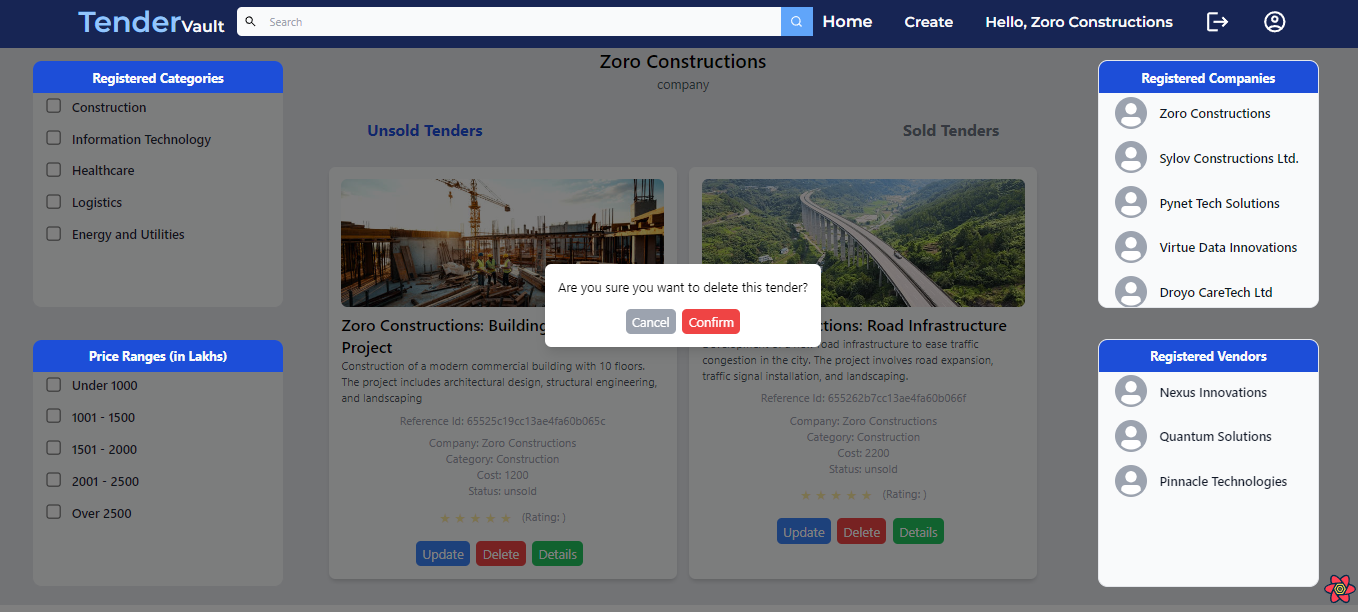 TenderVault
Search
Home
Create
Hello, Zoro Constructions
Registered Categories
Construction
Information Technology
Healthcare
Logistics
Energy and Utilities
Price Ranges (in Lakhs)
Under 1000
1001 - 1500
1501 - 2000
2001 - 2500
Over 2500
Zoro Constructions
company
Unsold Tenders
Sold Tenders
Zoro Constructions: Building
Project
Construction of a modern commercial building with 10 floors.
The project includes architectural design, structural engineering,
and landscaping
Reference Id: 65525c19cc13ae4fa60b065c
Company: Zoro Constructions
Category: Construction
Cost: 1200
Status: unsold
(Rating: )
Update
Delete
Details
ctions: Road Infrastructure
road infrastructure to ease traffic
congestion in the city. The project involves road expansion,
traffic signal installation, and landscaping.
Reference Id: 655262b7cc13ae4fa60b066f
Company: Zoro Constructions
Category: Construction
Cost: 2200
Status: unsold
(Rating: )
Update
Delete
Details
Are you sure you want to delete this tender?
Cancel
Confirm
Registered Companies
Zoro Constructions
Sylov Constructions Ltd.
Pynet Tech Solutions
Virtue Data Innovations
Droyo CareTech Ltd
Registered Vendors
Nexus Innovations
Quantum Solutions
Pinnacle Technologies